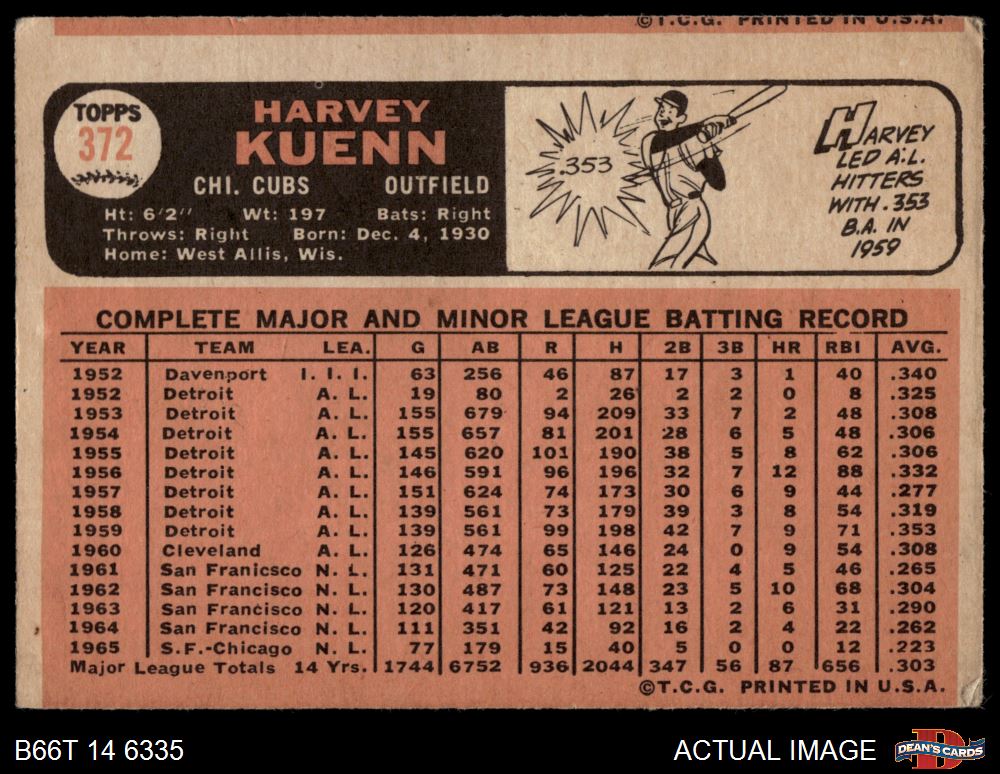 ©T.C.G. PRINTED IN U.S.A.
TOPPS
372
HARVEY
KUENN
CHI. CUBS OUTFIELD
Ht: 6'2" Wt: 197 Bats: Right
Throws: Right Born: Dec. 4, 1930
Home: West Allis, Wis.
.353
HARVEY
LED A.L.
HITTERS
WITH .353
B.A. IN
1959
COMPLETE MAJOR AND MINOR LEAGUE BATTING RECORD
YEAR TEAM LEA. G AB R H 2B 3B HR RBI AVG.
1952 Davenport I. I. I. 63 256 46 87 17 3 1 40 .340
1952 Detroit A. L. 19 80 2 26 2 2 0 8 .325
1953 Detroit A. L. 155 679 94 209 33 7 2 48 .308
1954 Detroit A. L. 155 657 81 201 28 6 5 48 .306
1955 Detroit A. L. 145 620 101 190 38 5 8 62 .306
1956 Detroit A. L. 146 591 96 196 32 7 12 88 .332
1957 Detroit A. L. 151 624 74 173 30 6 9 44 .277
1958 Detroit A. L. 139 561 73 179 39 3 8 54 .319
1959 Detroit A. L. 139 561 99 198 42 7 9 71 .353
1960 Cleveland A. L. 126 474 65 146 24 0 9 54 .308
1961 San Franicsco N. L. 131 471 60 125 22 4 5 46 .265
1962 San Francisco N. L. 130 487 73 148 23 5 10 68 .304
1963 San Francisco N. L. 120 417 61 121 13 2 6 31 .290
1964 San Francisco N. L. 111 351 42 92 16 2 4 22 .262
1965 S.F.-Chicago N. L. 77 179 15 40 5 0 0 12 .223
Major League Totals 14 Yrs. 1744 6752 936 2044 347 56 87 656 .303
©T.C.G. PRINTED IN U.S.A.
B66T 14 6335 ACTUAL IMAGE
D
DEAN'S CARDS